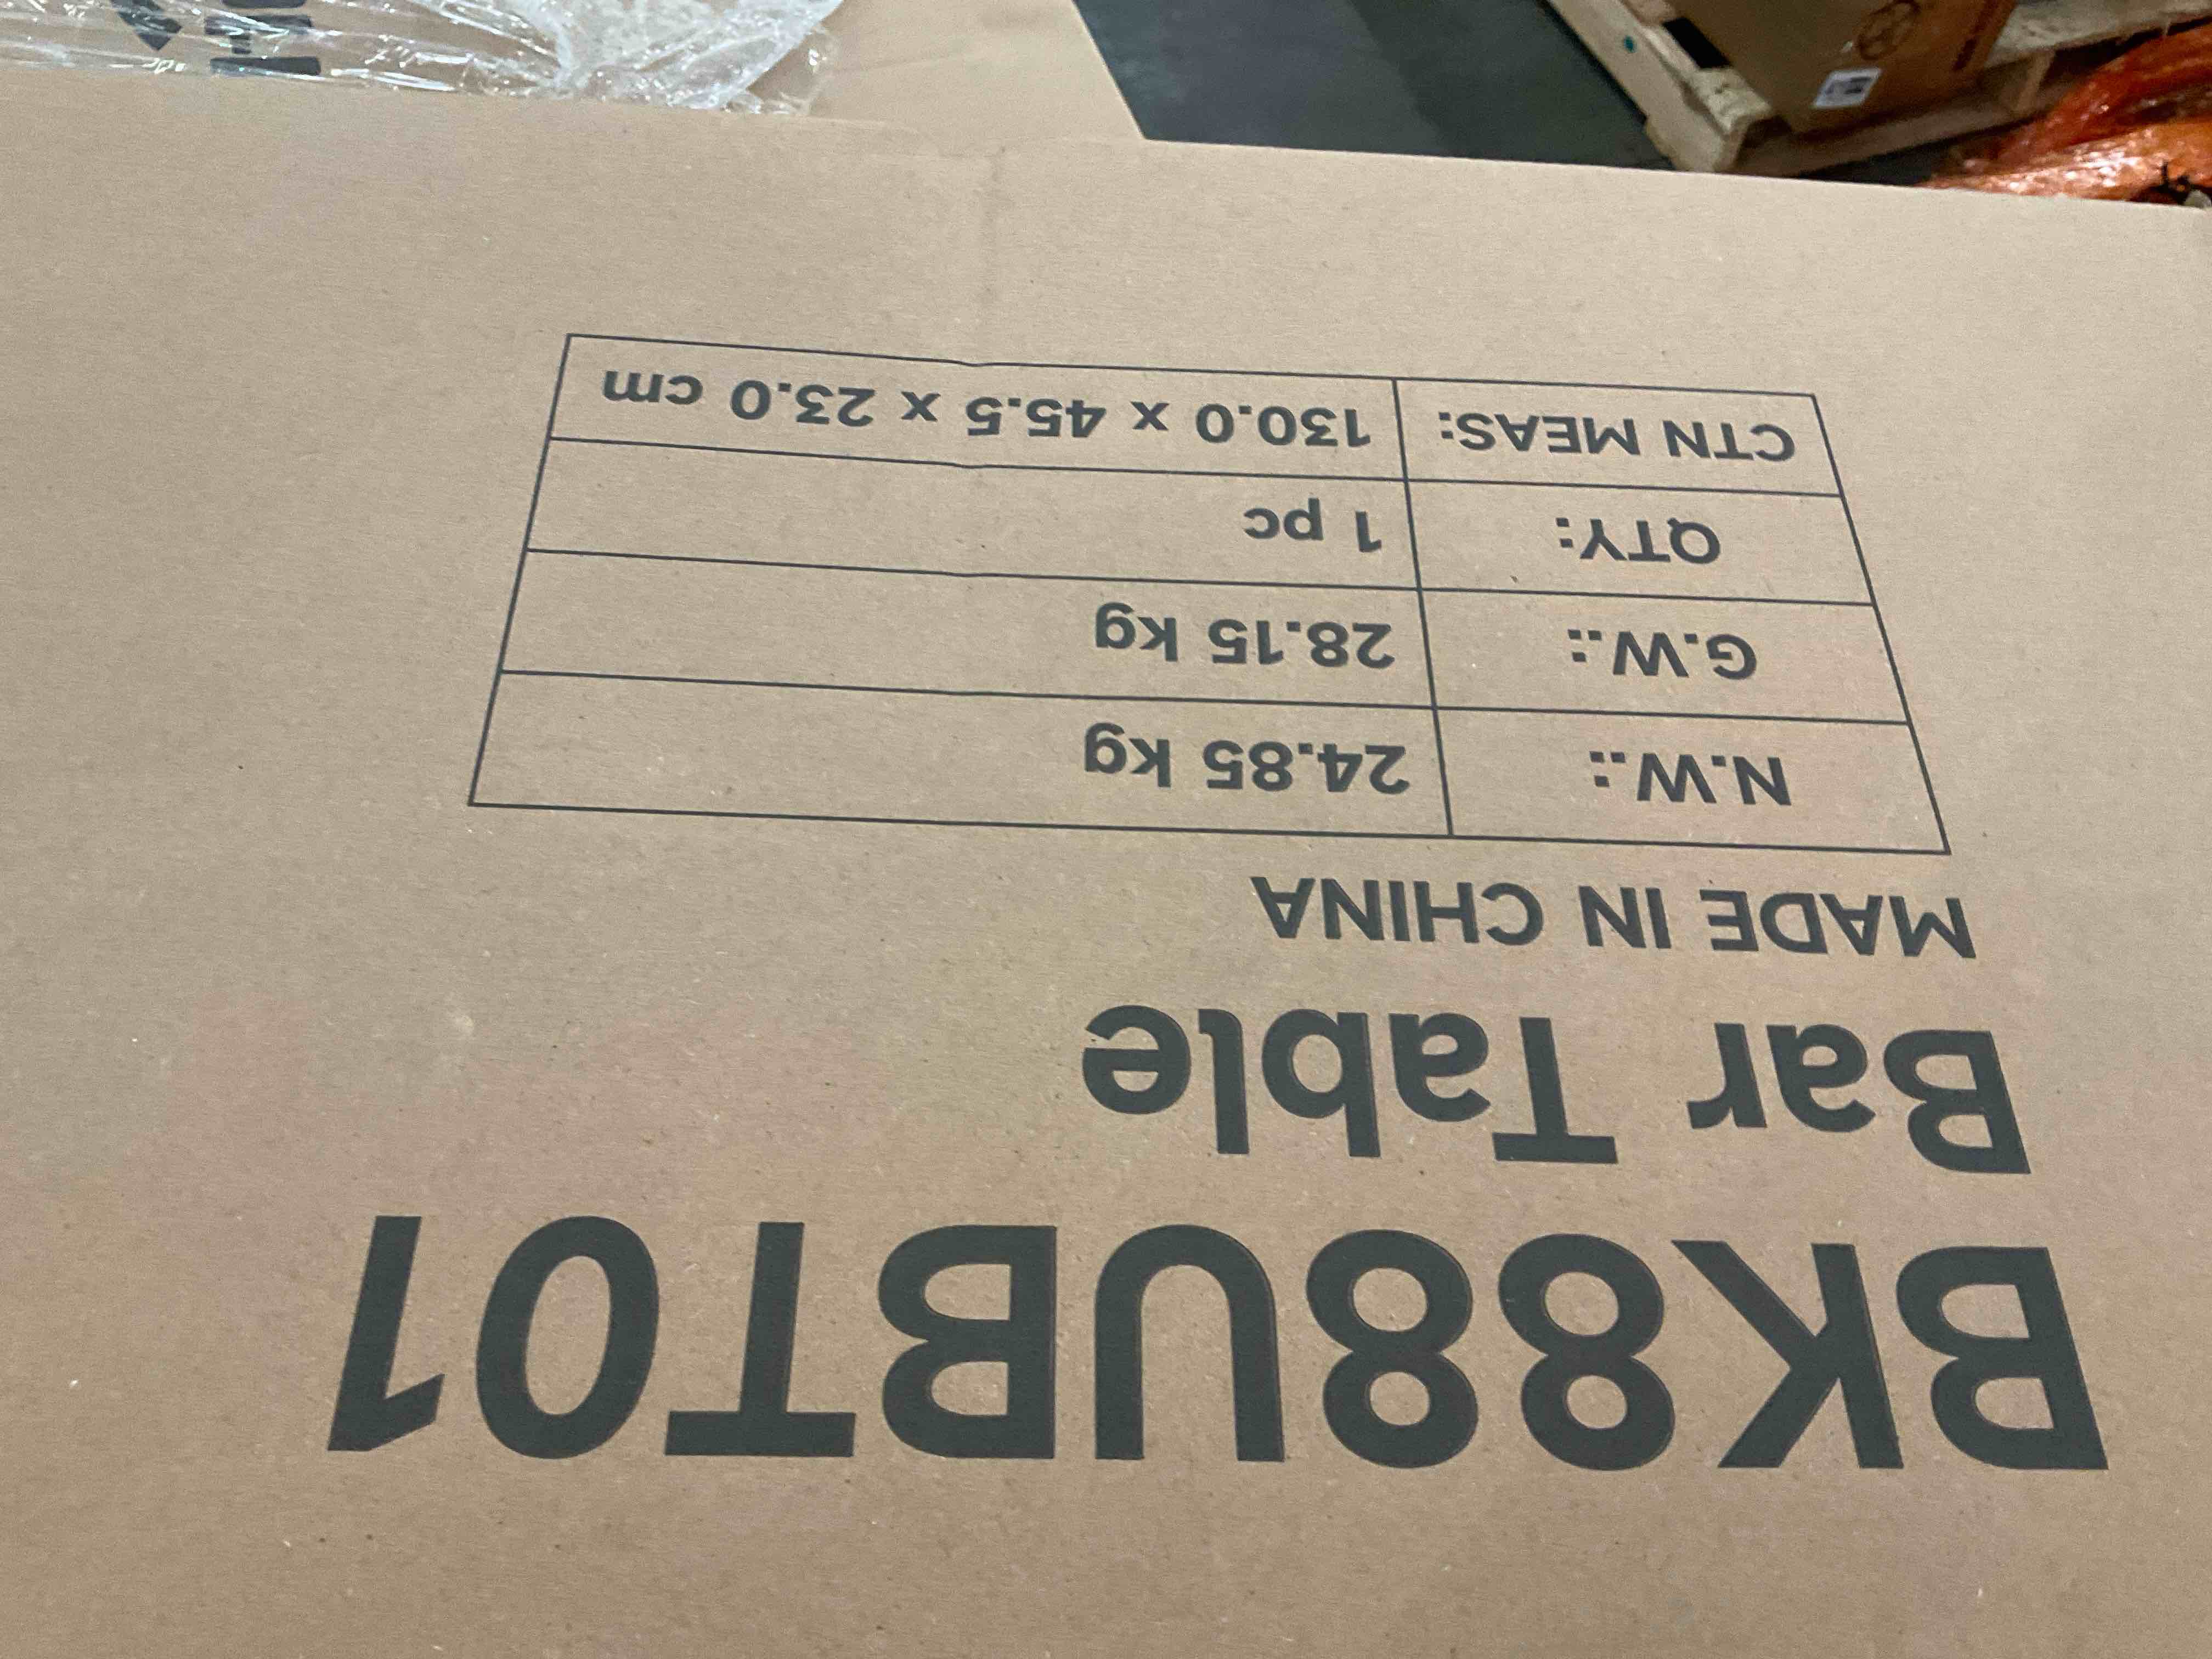 BK88UBT01
Bar Table
MADE IN CHINA
N.W.: 24.85 kg
G.W.: 28.15 kg
QTY: 1 pc
CTN MEAS: 130.0 x 45.5 x 23.0 cm